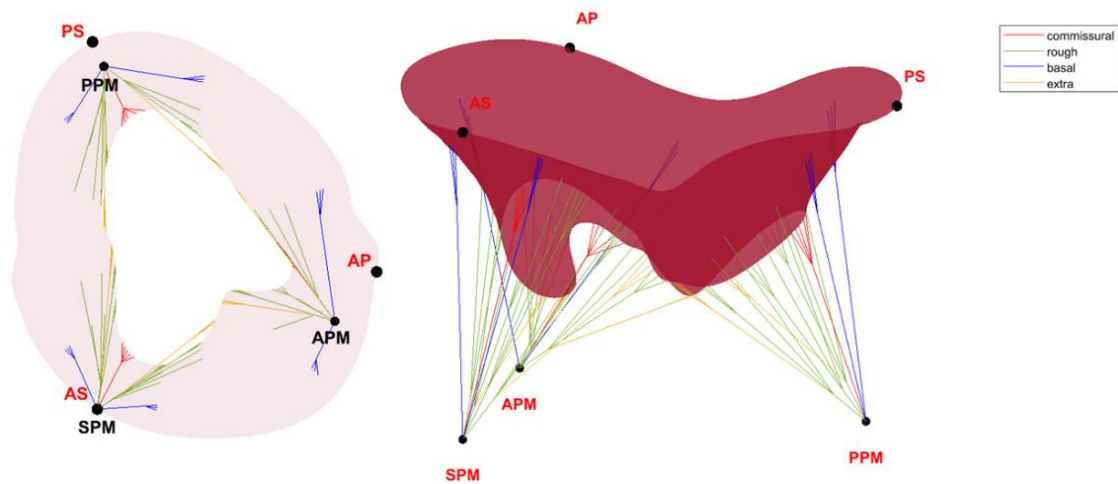 PS
PPM
AP
APM
AS
SPM
AP
PS
AS
APM
SPM
PPM
commissural
rough
basal
extra